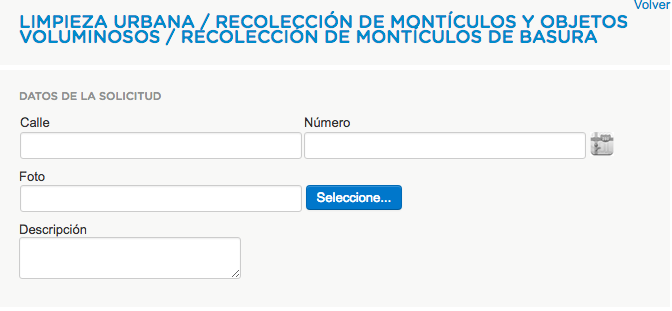 Volver
LIMPIEZA URBANA / RECOLECCIÓN DE MONTÍCULOS Y OBJETOS
VOLUMINOSOS / RECOLECCIÓN DE MONTÍCULOS DE BASURA
DATOS DE LA SOLICITUD
Calle Número
Foto
Seleccione...
Descripción